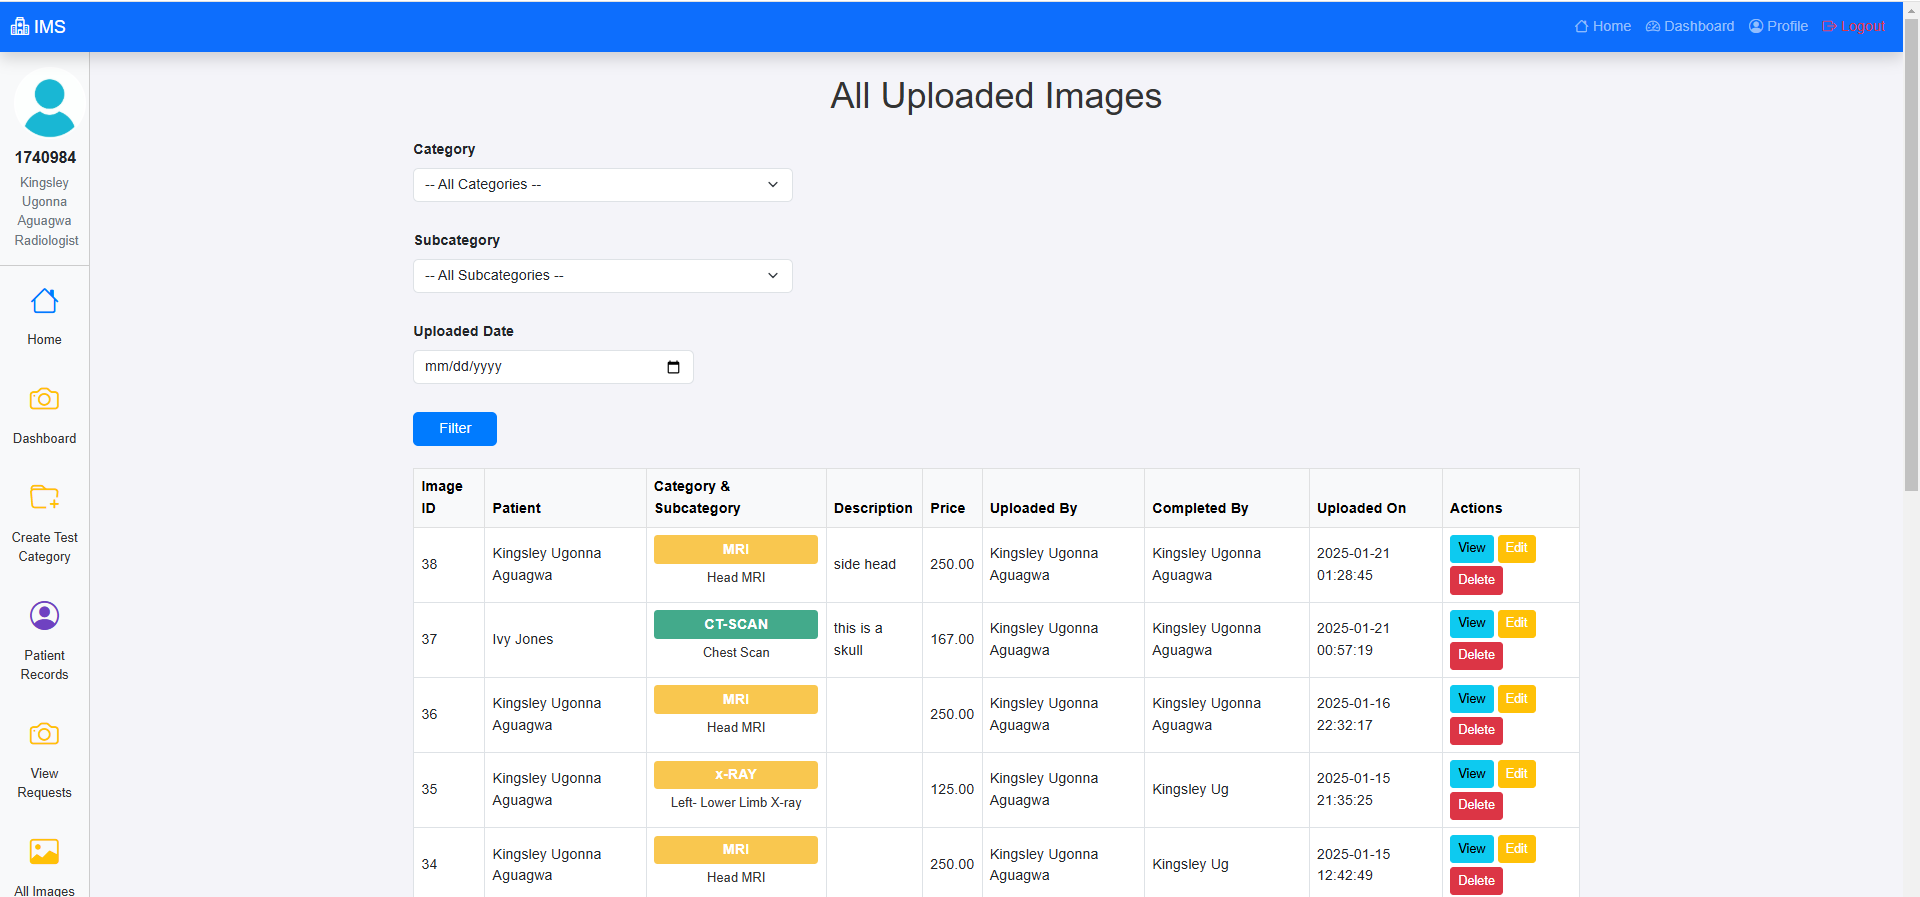 IMS
Home Dashboard Profile Logout
1740984
Kingsley
Ugonna
Aguagwa
Radiologist
Home
Dashboard
Create Test
Category
Patient
Records
View
Requests
All Images
All Uploaded Images
Category
-- All Categories --
Subcategory
-- All Subcategories --
Uploaded Date
mm/dd/yyyy
Filter
Image ID Patient Category & Subcategory Description Price Uploaded By Completed By Uploaded On Actions
38 Kingsley Ugonna Aguagwa MRI Head MRI side head 250.00 Kingsley Ugonna Aguagwa Kingsley Ugonna Aguagwa 2025-01-21 01:28:45 View Edit Delete
37 Ivy Jones CT-SCAN Chest Scan this is a skull 167.00 Kingsley Ugonna Aguagwa Kingsley Ugonna Aguagwa 2025-01-21 00:57:19 View Edit Delete
36 Kingsley Ugonna Aguagwa MRI Head MRI 250.00 Kingsley Ugonna Aguagwa Kingsley Ugonna Aguagwa 2025-01-16 22:32:17 View Edit Delete
35 Kingsley Ugonna Aguagwa x-RAY Left- Lower Limb X-ray 125.00 Kingsley Ugonna Aguagwa Kingsley Ug 2025-01-15 21:35:25 View Edit Delete
34 Kingsley Ugonna Aguagwa MRI Head MRI 250.00 Kingsley Ugonna Aguagwa Kingsley Ug 2025-01-15 12:42:49 View Edit Delete